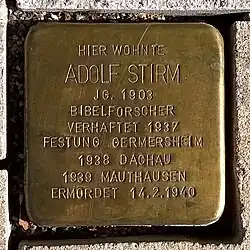 HIER WOHNTE
ADOLF STIRM
JG. 1903
BIBELFORSCHER
VERHAFTET 1937
FESTUNG GERMERSHEIM
1938 DACHAU
1939 MAUTHAUSEN
ERMORDET 14.2.1940